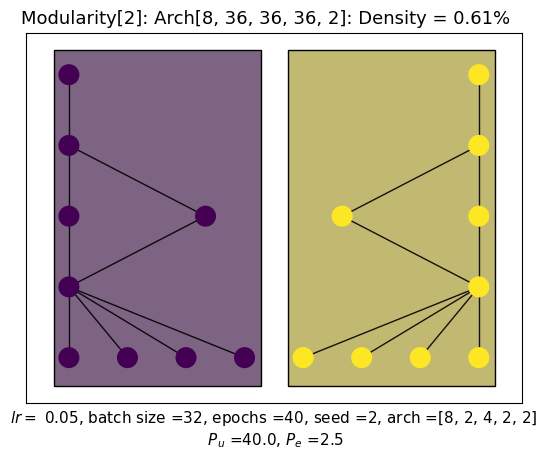 Modularity[2]: Arch[8, 36, 36, 36, 2]: Density = 0.61%
lr = 0.05, batch size =32, epochs =40, seed =2, arch =[8, 2, 4, 2, 2]
P_u =40.0, P_e =2.5